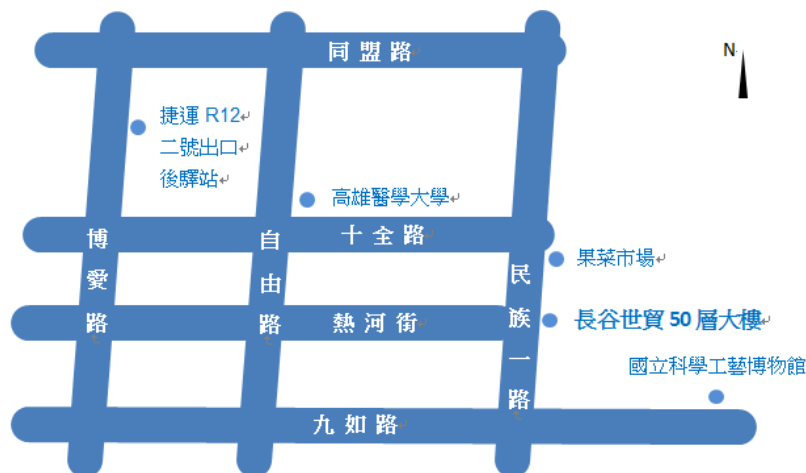 同盟路
N
捷運 R12
二號出口
後驛站
高雄醫學大學
十全路
博愛路
自由路
民族一路
果菜市場
熱河街
長谷世貿 50 層大樓
國立科學工藝博物館
九如路